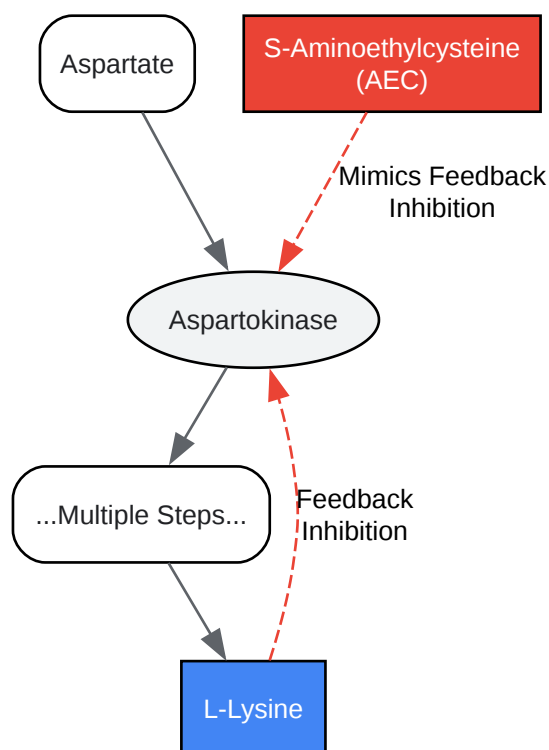 Aspartate
S-Aminoethylcysteine
(AEC)
Mimics Feedback
Inhibition
Aspartokinase
...Multiple Steps...
Feedback
Inhibition
L-Lysine